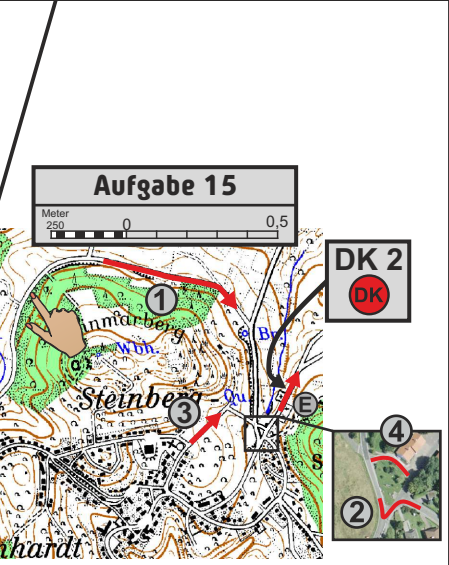 Aufgabe 15
Meter
250 0 0,5
DK 2
DK
1
nmarberg
Br.
Wbh.
Steinberg - Qu.
3
E
4
2
S
hardt